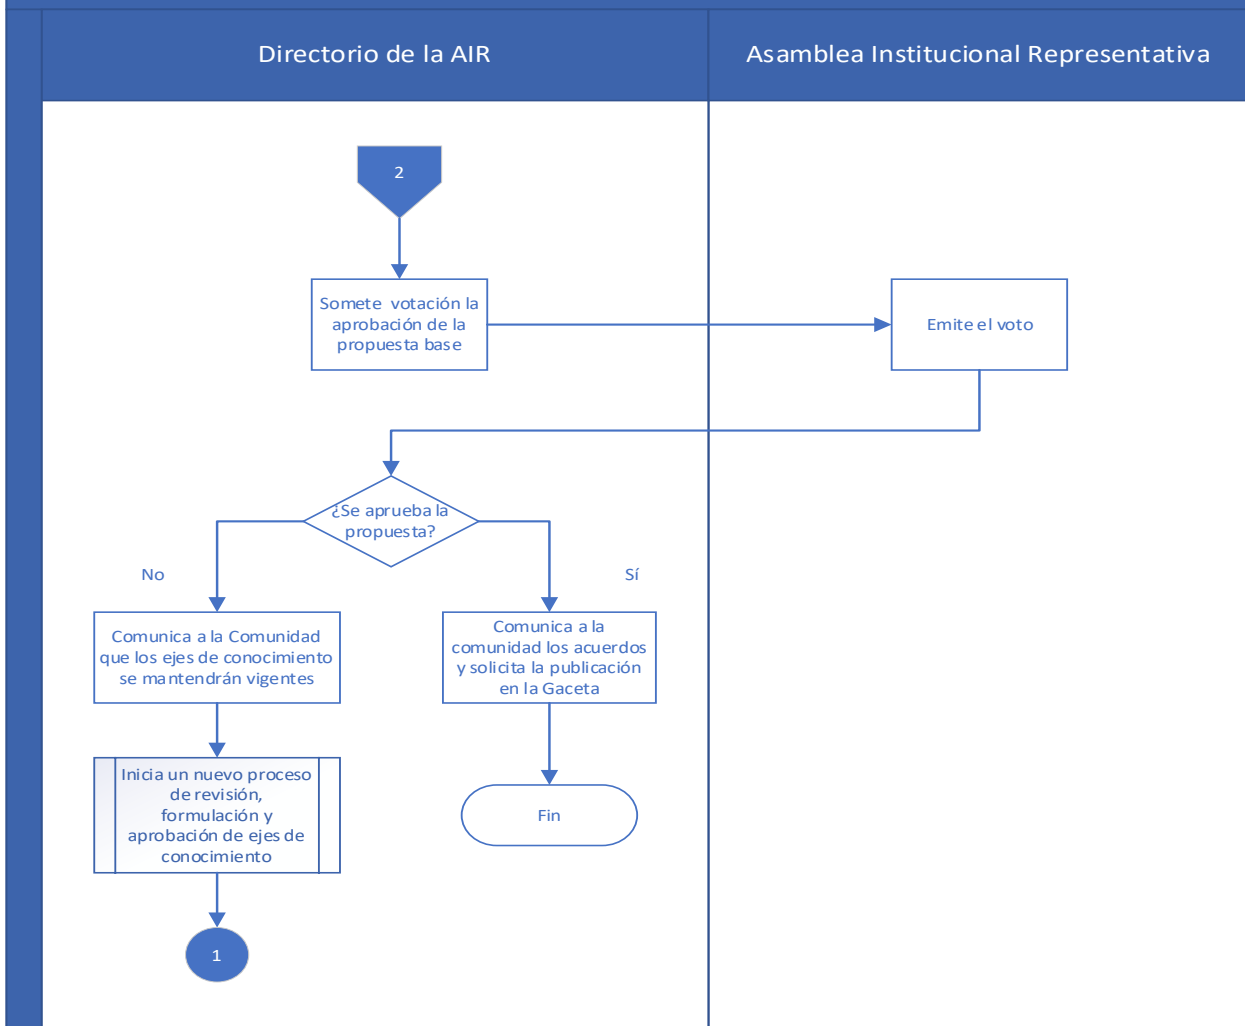 Directorio de la AIR
Asamblea Institucional Representativa
2
Somete votación la
aprobación de la
propuesta base
Emite el voto
¿Se aprueba la
propuesta?
No
Sí
Comunica a la Comunidad
que los ejes de conocimiento
se mantendrán vigentes
Comunica a la
comunidad los acuerdos
y solicita la publicación
en la Gaceta
Inicia un nuevo proceso
de revisión,
formulación y
aprobación de ejes de
conocimiento
Fin
1